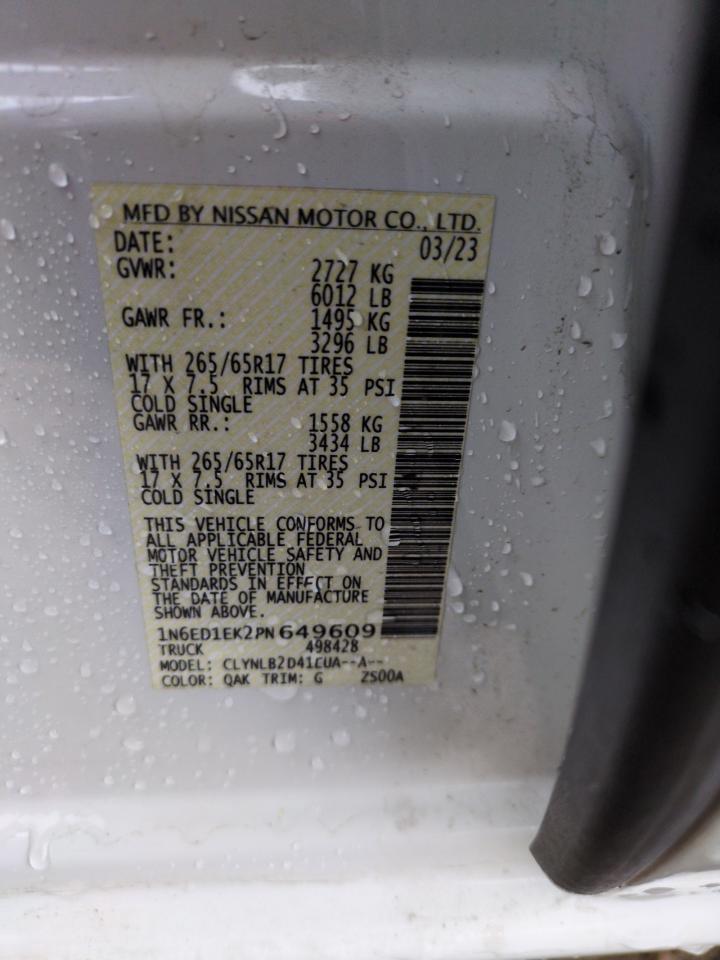 MFD BY NISSAN MOTOR CO., LTD.
DATE: 03/23
GVWR: 2727 KG
6012 LB
GAWR FR.: 1495 KG
3296 LB
WITH 265/65R17 TIRES
17 X 7.5 RIMS AT 35 PSI
COLD SINGLE
GAWR RR.: 1558 KG
3434 LB
WITH 265/65R17 TIRES
17 X 7.5 RIMS AT 35 PSI
COLD SINGLE
THIS VEHICLE CONFORMS TO
ALL APPLICABLE FEDERAL
MOTOR VEHICLE SAFETY AND
THEFT PREVENTION
STANDARDS IN EFFECT ON
THE DATE OF MANUFACTURE
SHOWN ABOVE.
1N6ED1EK2PN649609
TRUCK 498428
MODEL:
COLOR: QAK TRIM: G ZS00A